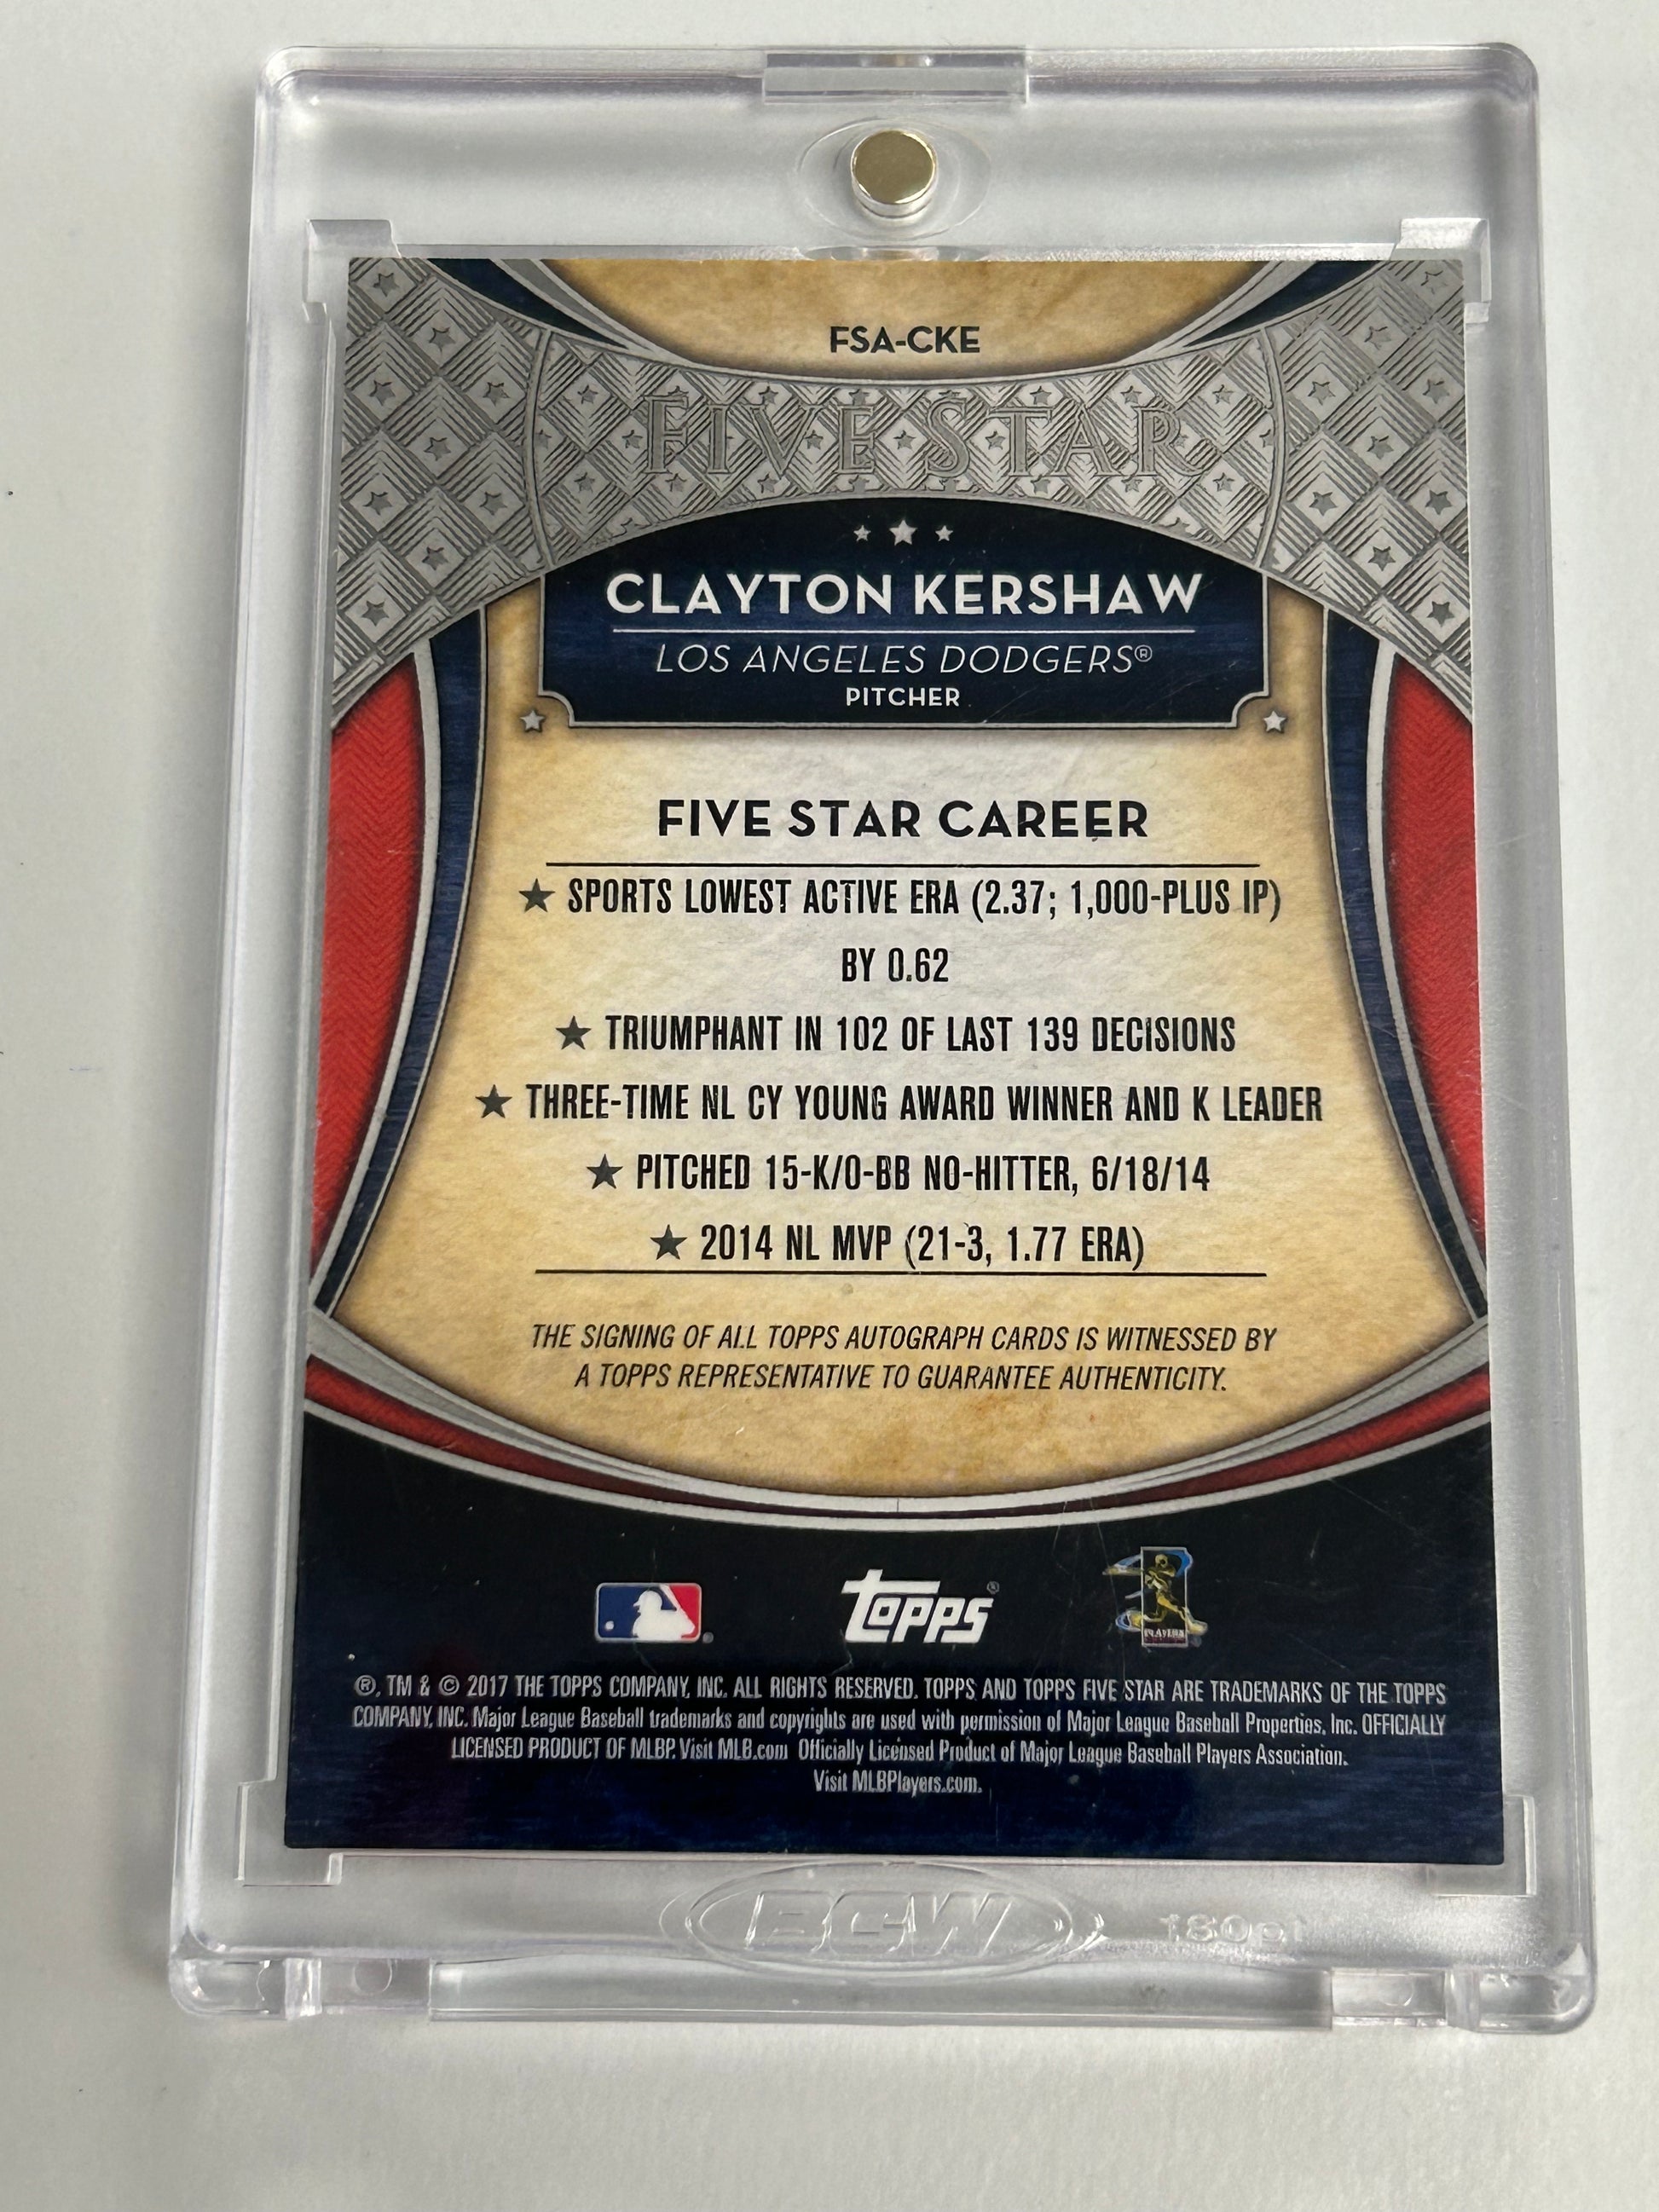 FSA-CKE
FIVE STAR
CLAYTON KERSHAW
LOS ANGELES DODGERS®
PITCHER
FIVE STAR CAREER
★ SPORTS LOWEST ACTIVE ERA (2.37; 1,000-PLUS IP)
BY 0.62
★ TRIUMPHANT IN 102 OF LAST 139 DECISIONS
★ THREE-TIME NL CY YOUNG AWARD WINNER AND K LEADER
★ PITCHED 15-K/0-BB NO-HITTER, 6/18/14
★ 2014 NL MVP (21-3, 1.77 ERA)
THE SIGNING OF ALL TOPPS AUTOGRAPH CARDS IS WITNESSED BY
A TOPPS REPRESENTATIVE TO GUARANTEE AUTHENTICITY.
Topps®
PLAYERS
®, TM & © 2017 THE TOPPS COMPANY, INC. ALL RIGHTS RESERVED. TOPPS AND TOPPS FIVE STAR ARE TRADEMARKS OF THE TOPPS
COMPANY, INC. Major League Baseball trademarks and copyrights are used with permission of Major League Baseball Properties, Inc. OFFICIALLY
LICENSED PRODUCT OF MLBP. Visit MLB.com Officially Licensed Product of Major League Baseball Players Association.
Visit MLBPlayers.com.
BCW 180pt